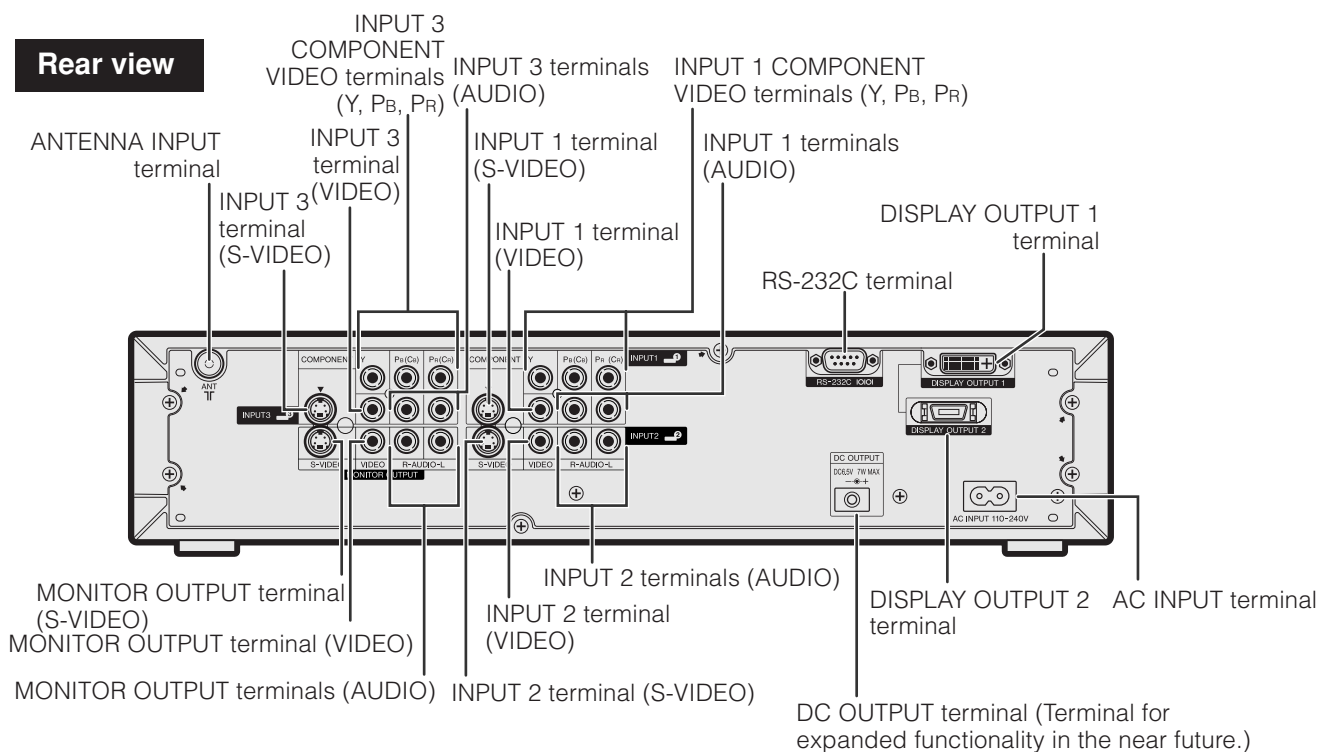 Rear view
INPUT 3
COMPONENT
VIDEO terminals
(Y, PB, PR)
INPUT 3 terminals
(AUDIO)
INPUT 1 COMPONENT
VIDEO terminals (Y, PB, PR)
ANTENNA INPUT
terminal
INPUT 3
terminal
(VIDEO)
INPUT 1 terminal
(S-VIDEO)
INPUT 1 terminals
(AUDIO)
INPUT 3
terminal
(S-VIDEO)
INPUT 1 terminal
(VIDEO)
DISPLAY OUTPUT 1
terminal
RS-232C terminal
ANT
COMPONENT Y PB(CB) PR(CR) COMPONENT Y PB(CB) PR (CR)
INPUT1 1
RS-232C IOIOI
DISPLAY OUTPUT 1
INPUT3 3
INPUT2 2
DISPLAY OUTPUT 2
S-VIDEO VIDEO R-AUDIO-L S-VIDEO VIDEO R-AUDIO-L
MONITOR OUTPUT
DC OUTPUT
DC6.5V 7W MAX
AC INPUT 110-240V
MONITOR OUTPUT terminal
(S-VIDEO)
MONITOR OUTPUT terminal (VIDEO)
MONITOR OUTPUT terminals (AUDIO)
INPUT 2 terminals (AUDIO)
INPUT 2 terminal
(VIDEO)
INPUT 2 terminal (S-VIDEO)
DISPLAY OUTPUT 2
terminal
AC INPUT terminal
DC OUTPUT terminal (Terminal for
expanded functionality in the near future.)